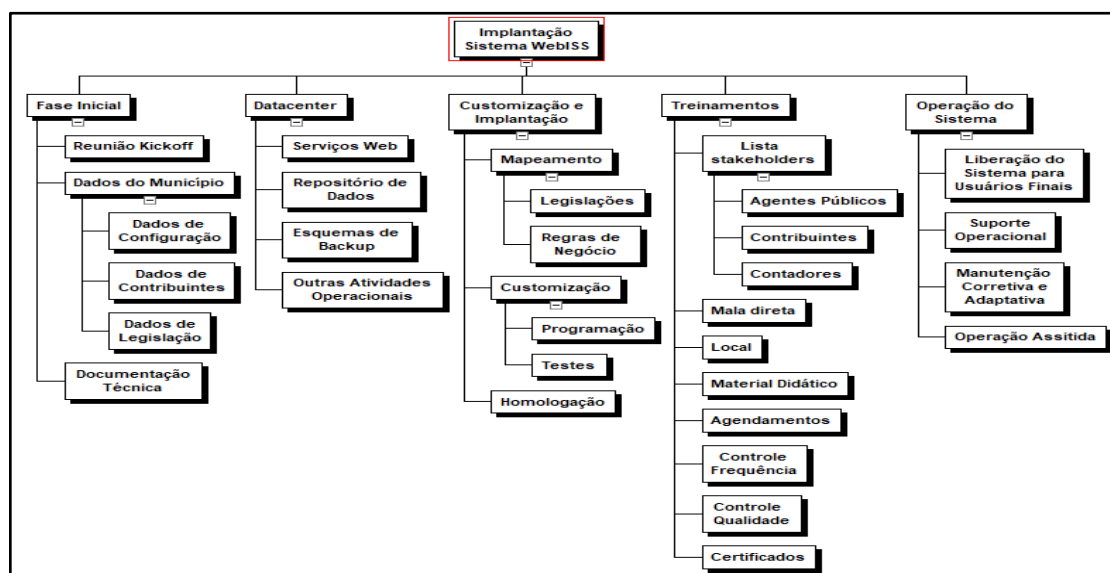 Implantação
Sistema WebISS
Fase Inicial
Reunião Kickoff
Dados do Município
Dados de
Configuração
Dados de
Contribuintes
Dados de
Legislação
Documentação
Técnica
Datacenter
Serviços Web
Repositório de
Dados
Esquemas de
Backup
Outras Atividades
Operacionais
Customização e
Implantação
Mapeamento
Legislações
Regras de
Negócio
Customização
Programação
Testes
Homologação
Treinamentos
Lista
stakeholders
Agentes Públicos
Contribuintes
Contadores
Mala direta
Local
Material Didático
Agendamentos
Controle
Frequência
Controle
Qualidade
Certificados
Operação do
Sistema
Liberação do
Sistema para
Usuários Finais
Suporte
Operacional
Manutenção
Corretiva e
Adaptativa
Operação Assitida